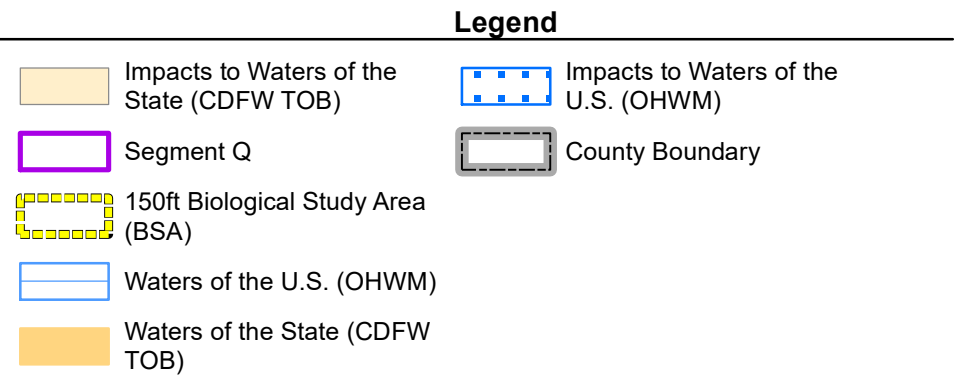 Legend
Impacts to Waters of the
State (CDFW TOB)
Segment Q
150ft Biological Study Area
(BSA)
Waters of the U.S. (OHWM)
Waters of the State (CDFW
TOB)
Impacts to Waters of the
U.S. (OHWM)
County Boundary